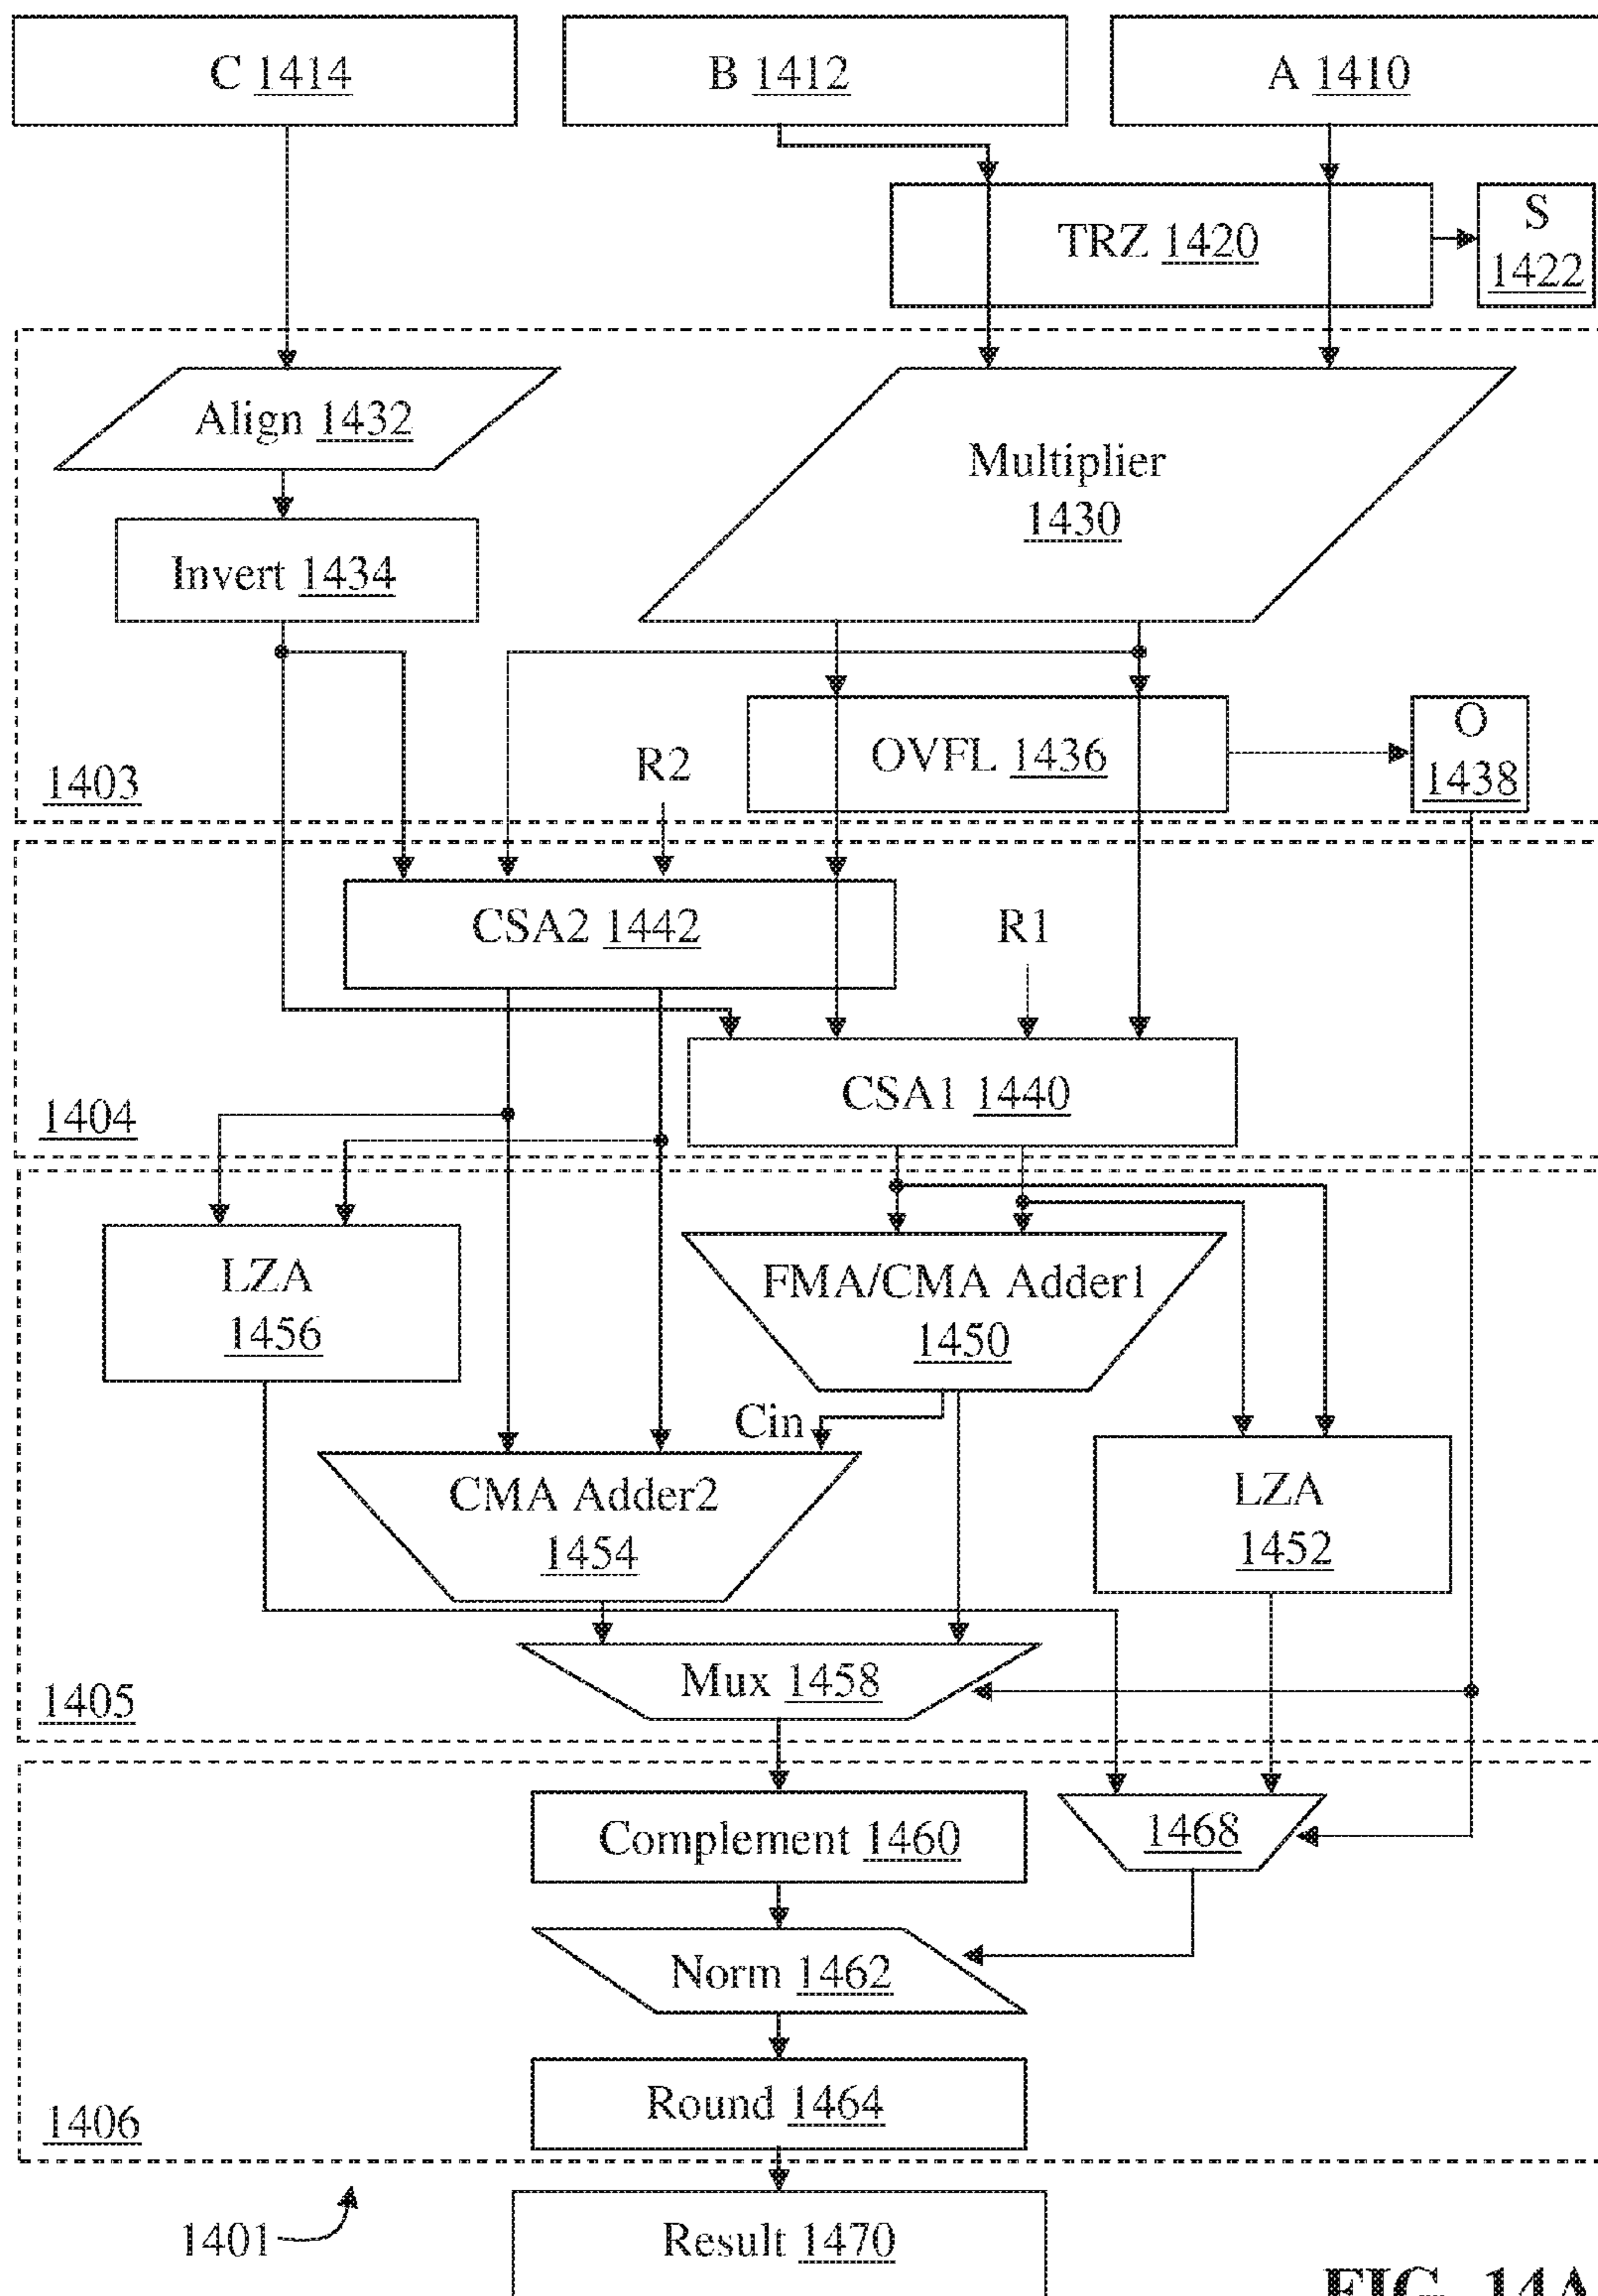 C 1414
B 1412
A 1410
TRZ 1420
S
1422
Align 1432
Multiplier
1430
Invert 1434
OVFL 1436
O
1438
R2
1403
CSA2 1442
R1
CSA1 1440
1404
LZA
1456
FMA/CMA Adder1
1450
Cin
CMA Adder2
1454
LZA
1452
Mux 1458
1405
Complement 1460
1468
Norm 1462
Round 1464
1406
1401
Result 1470
FIG. 14A